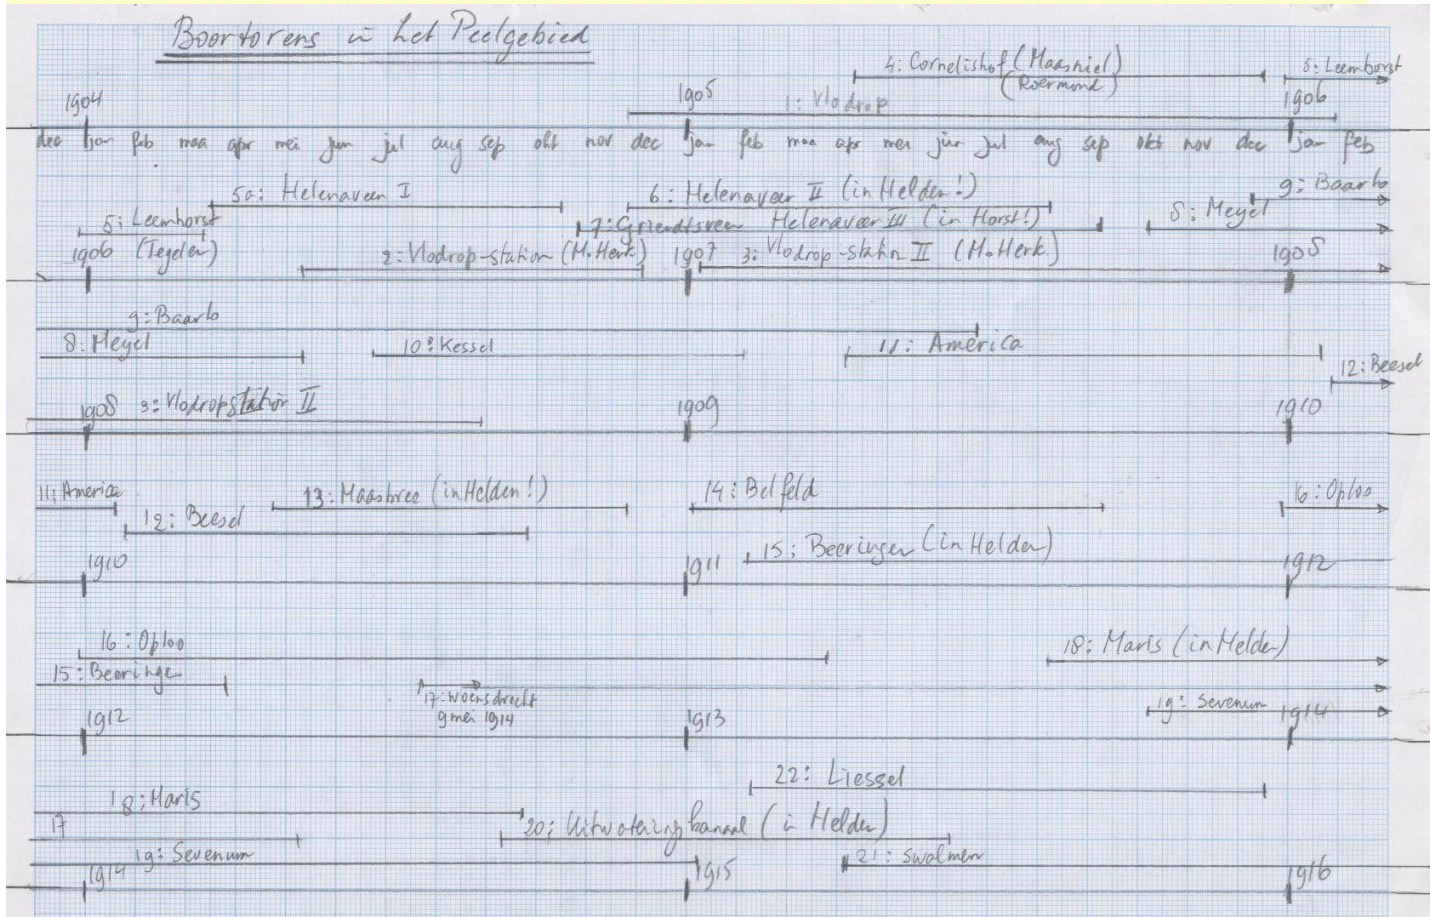 Boortorens in het Peelgebied
4: Cornelishof (Maasniel)
(Roermond)
5: Leemhorst
1904
1905
1: Vlodrop
1906
dec jan feb maa apr mei jun jul aug sep okt nov dec jan feb maa apr mei jun jul aug sep okt nov dec jan feb
5a: Helenaveen I
6: Helenaveen II (in Helden!)
9: Baarlo
5: Leemhorst
(Tegelen)
7: Griendtsveen Helenaveen III (in Horst!)
8: Meyel
1906
2: Vlodrop-station (M.Herk)
1907
3: Vlodrop-station II (M.Herk.)
1908
9: Baarlo
8: Meyel
10: Kessel
11: America
12: Beesel
1908
3: Vlodropstation II
1909
1910
11: America
13: Maasbree (in Helden!)
14: Belfeld
16: Oploo
12: Beesel
15: Beeringen (in Helden)
1910
1911
1912
16: Oploo
18: Maris (in Helden)
15: Beeringe
17: Woensdrecht
9 mei 1914
19: Sevenum
1912
1913
1914
22: Liessel
18: Maris
17
20: Uitwateringkanaal (in Helden)
19: Sevenum
21: Swalmen
1914
1915
1916